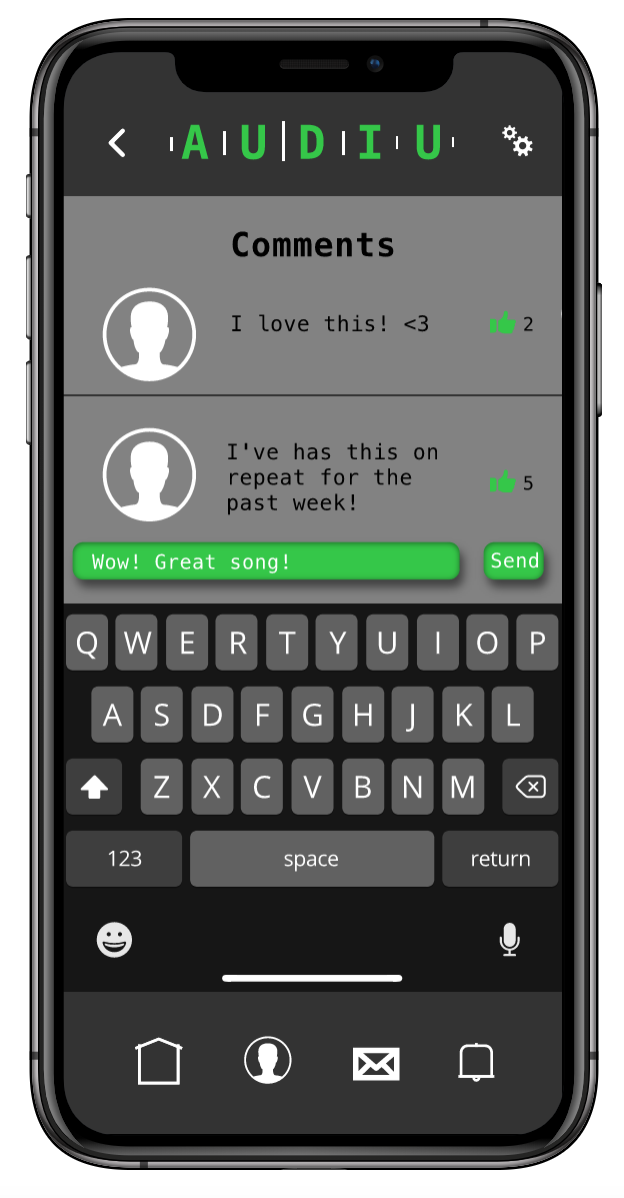 AUDIU
Comments
I love this! <3
2
I've has this on
repeat for the
past week!
5
Wow! Great song!
Send
Q W E R T Y U I O P
A S D F G H J K L
Z X C V B N M
123 space return